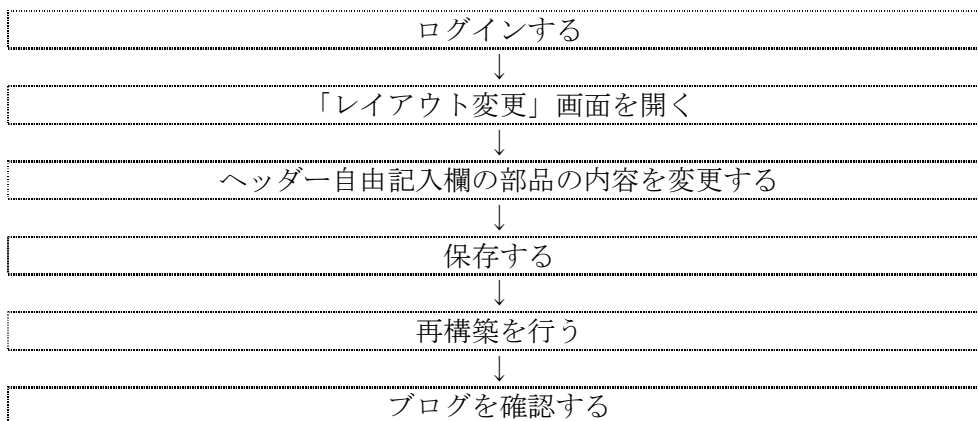 ログインする
↓
「レイアウト変更」画面を開く
↓
ヘッダー自由記入欄の部品の内容を変更する
↓
保存する
↓
再構築を行う
↓
ブログを確認する